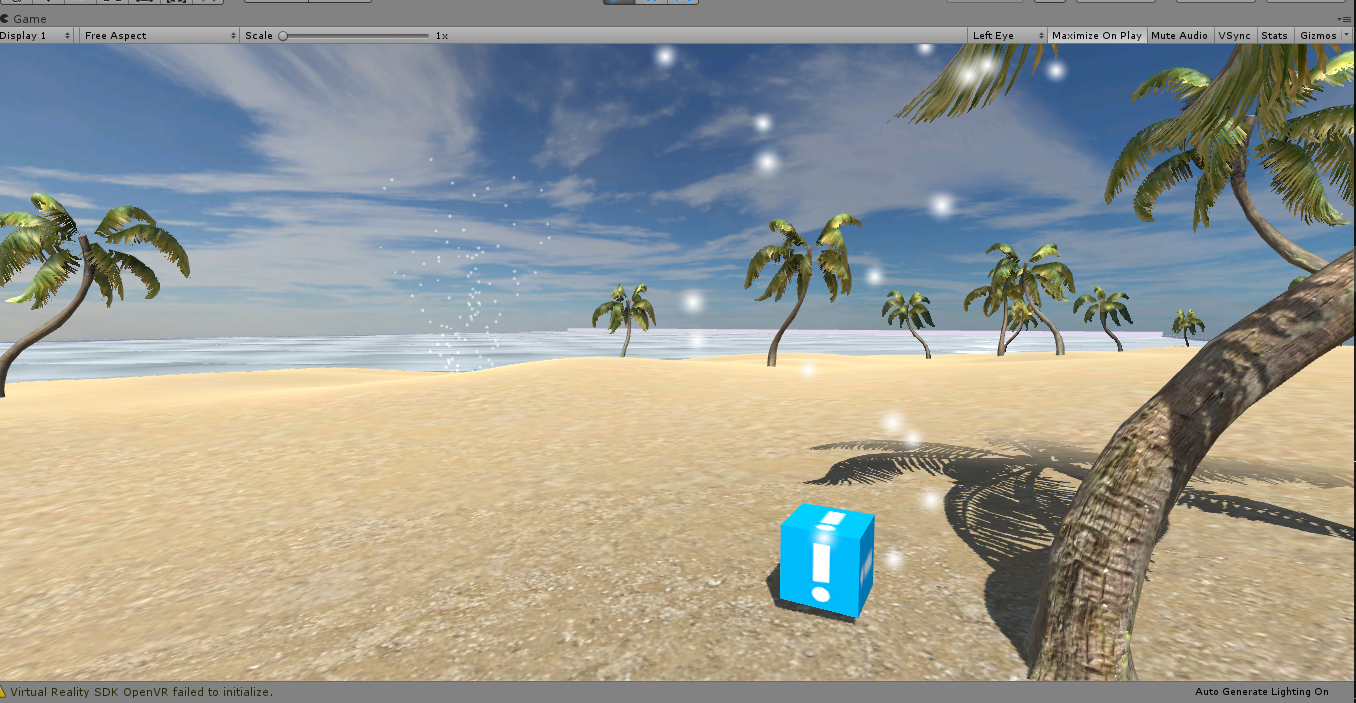 Game
Display 1 Free Aspect Scale 1x Left Eye Maximize On Play Mute Audio VSync Stats Gizmos
!
!
Virtual Reality SDK OpenVR failed to initialize. Auto Generate Lighting On